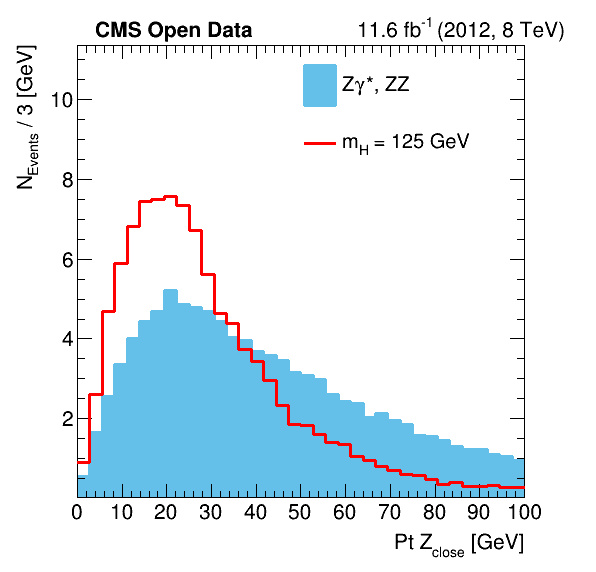 CMS Open Data 11.6 fb⁻¹ (2012, 8 TeV)
N_Events / 3 [GeV]
10
8
6
4
2
Zγ*, ZZ
m_H = 125 GeV
0 10 20 30 40 50 60 70 80 90 100
Pt Z_close [GeV]